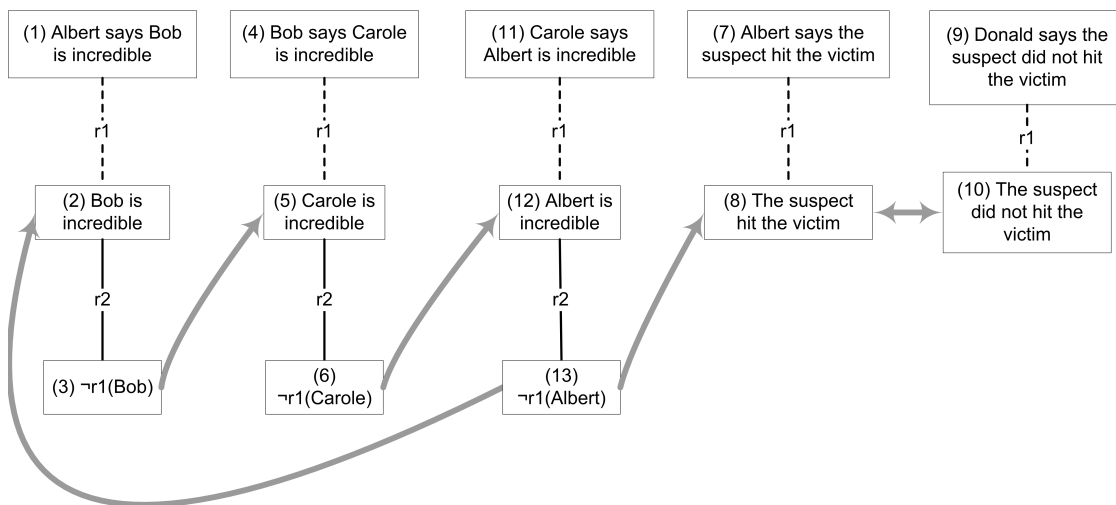 (1) Albert says Bob
is incredible
(4) Bob says Carole
is incredible
(11) Carole says
Albert is incredible
(7) Albert says the
suspect hit the victim
(9) Donald says the
suspect did not hit
the victim
r1
r1
r1
r1
r1
(2) Bob is
incredible
(5) Carole is
incredible
(12) Albert is
incredible
(8) The suspect
hit the victim
(10) The suspect
did not hit the
victim
r2
r2
r2
(3) ¬r1(Bob)
(6)
¬r1(Carole)
(13)
¬r1(Albert)